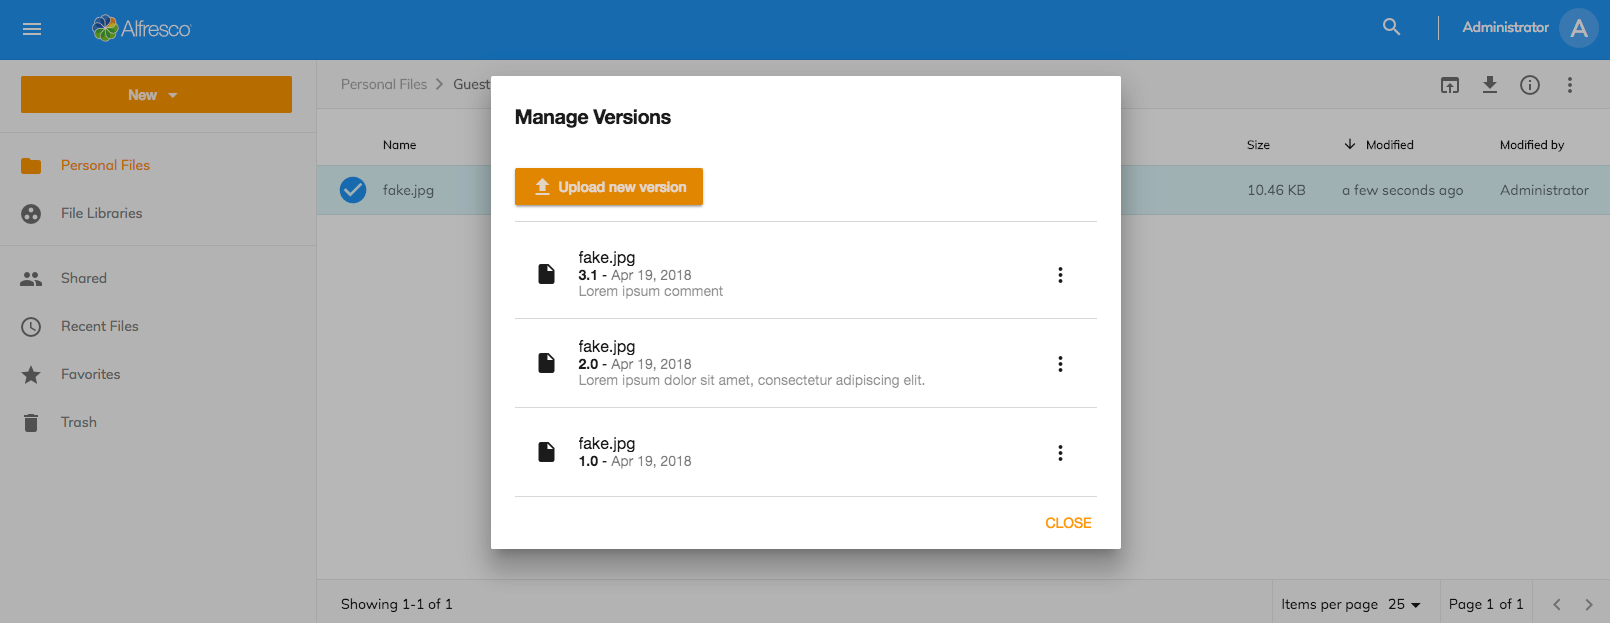 Alfresco
Administrator A
New
Personal Files
File Libraries
Shared
Recent Files
Favorites
Trash
Personal Files > Guest
Name Size Modified Modified by
fake.jpg 10.46 KB a few seconds ago Administrator
Manage Versions
Upload new version
fake.jpg
3.1 - Apr 19, 2018
Lorem ipsum comment
fake.jpg
2.0 - Apr 19, 2018
Lorem ipsum dolor sit amet, consectetur adipiscing elit.
fake.jpg
1.0 - Apr 19, 2018
CLOSE
Showing 1-1 of 1 Items per page 25 Page 1 of 1